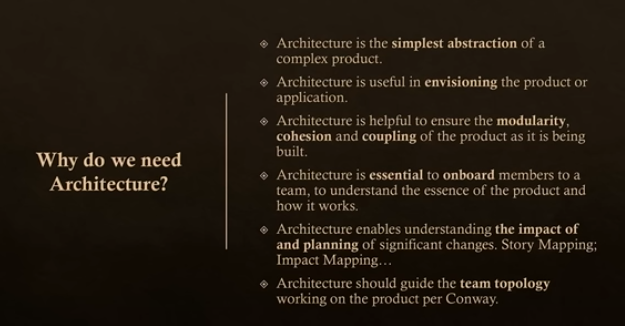 Why do we need
Architecture?
Architecture is the simplest abstraction of a
complex product.
Architecture is useful in envisioning the product or
application.
Architecture is helpful to ensure the modularity,
cohesion and coupling of the product as it is being
built.
Architecture is essential to onboard members to a
team, to understand the essence of the product and
how it works.
Architecture enables understanding the impact of
and planning of significant changes. Story Mapping;
Impact Mapping...
Architecture should guide the team topology
working on the product per Conway.